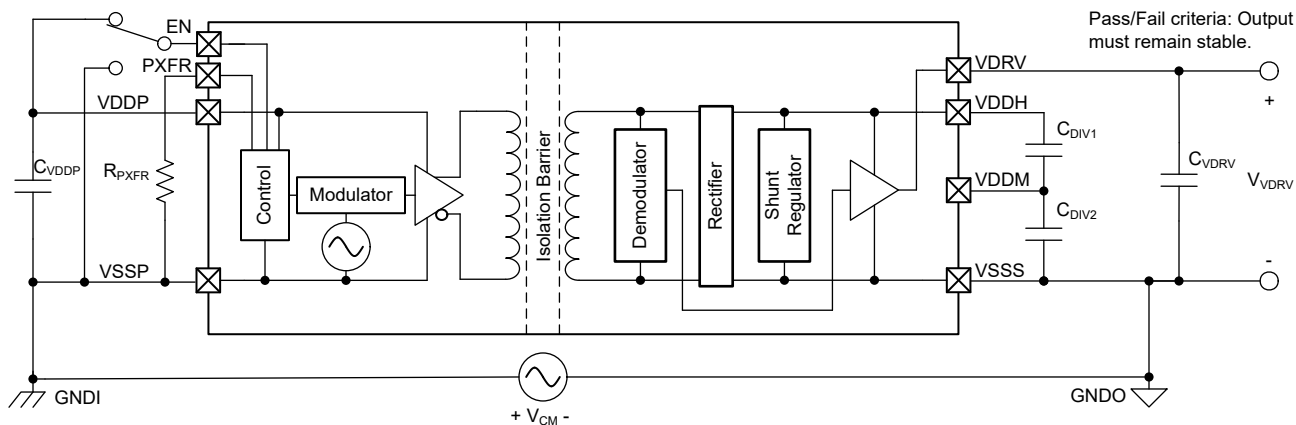 Pass/Fail criteria: Output
must remain stable.
EN
PXFR
VDDP
VSSP
CVDDP
RPXFR
Control
Modulator
Isolation Barrier
Demodulator
Rectifier
Shunt
Regulator
VDRV
VDDH
VDDM
VSSS
CDIV1
CDIV2
CVDRV
+
VVDRV
-
GNDI
+ VCM -
GNDO